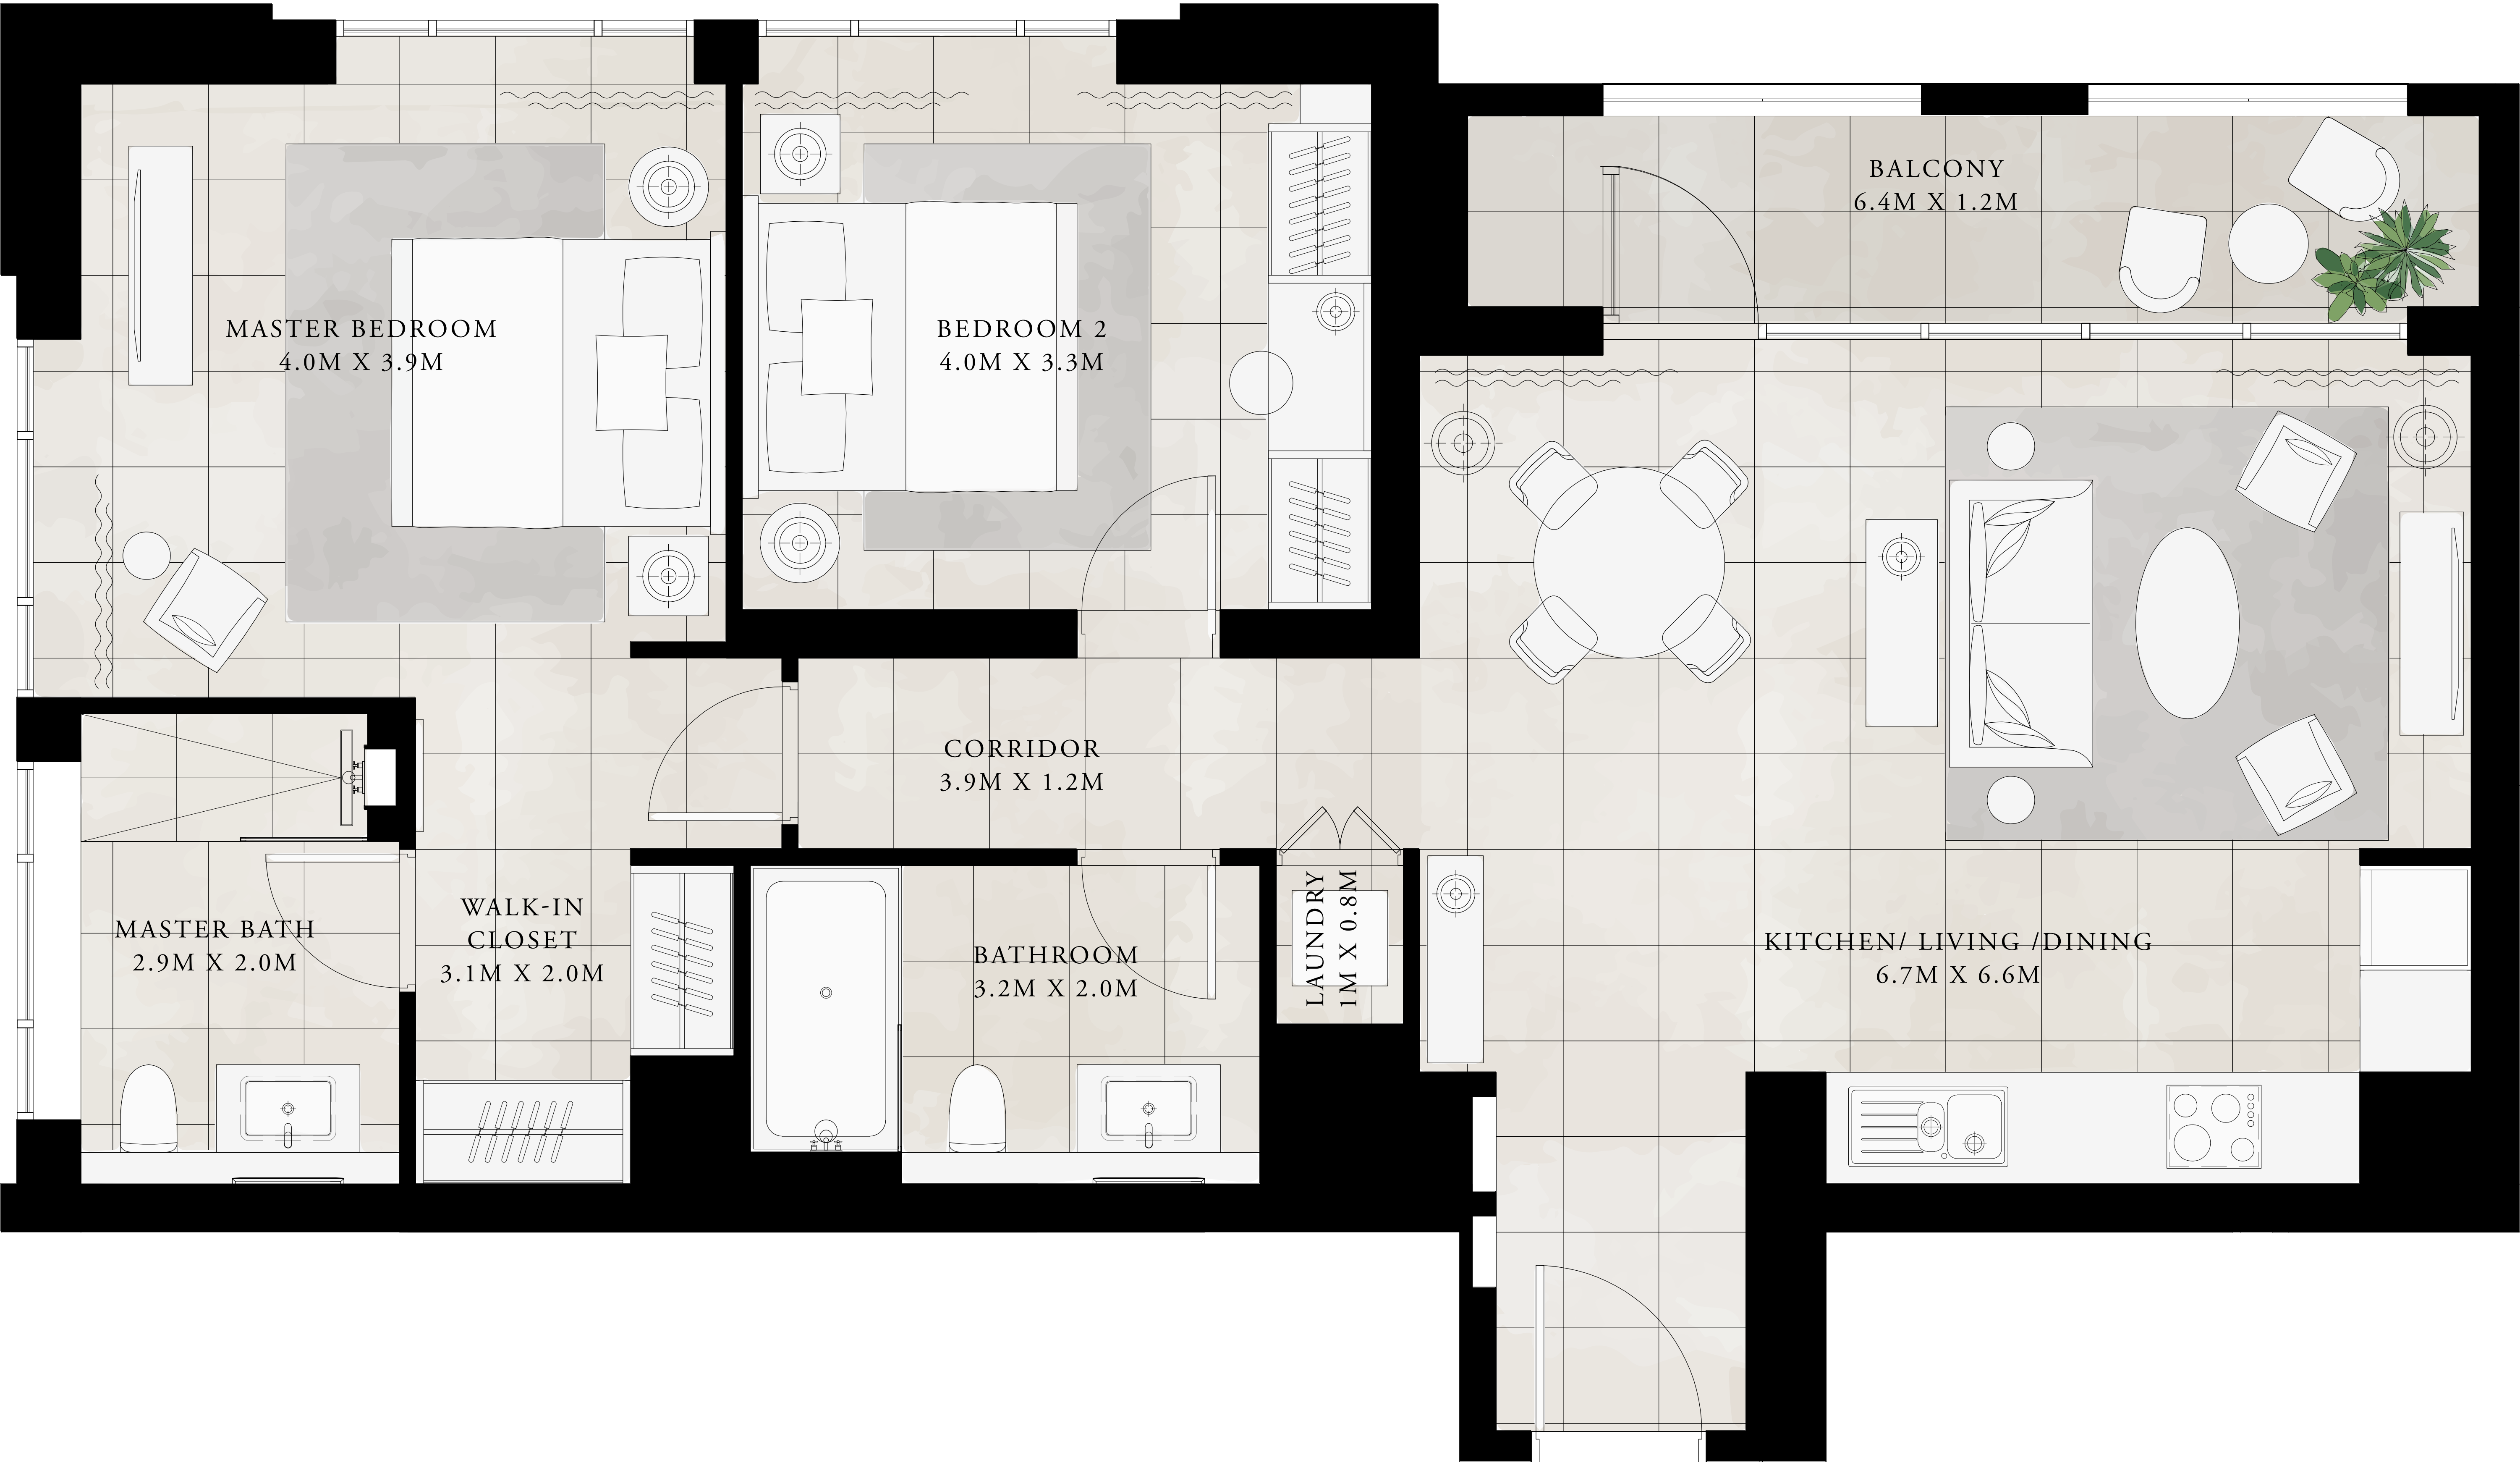 BALCONY
6.4M X 1.2M
MASTER BEDROOM
4.0M X 3.9M
BEDROOM 2
4.0M X 3.3M
CORRIDOR
3.9M X 1.2M
MASTER BATH
2.9M X 2.0M
WALK-IN
CLOSET
3.1M X 2.0M
BATHROOM
3.2M X 2.0M
LAUNDRY
1M X 0.8M
KITCHEN/ LIVING /DINING
6.7M X 6.6M